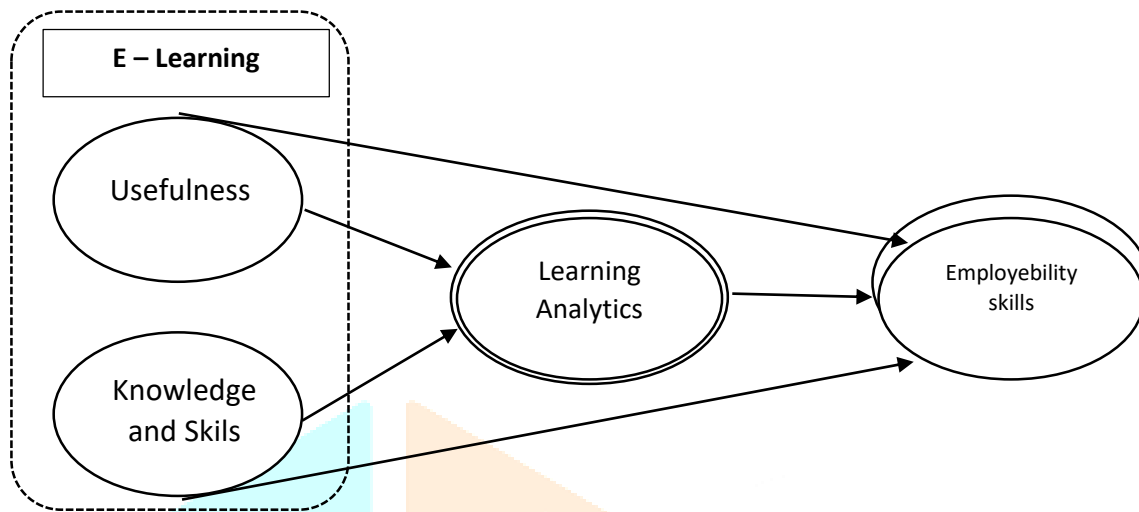 E – Learning
Usefulness
Learning
Analytics
Employebility
skills
Knowledge
and Skils